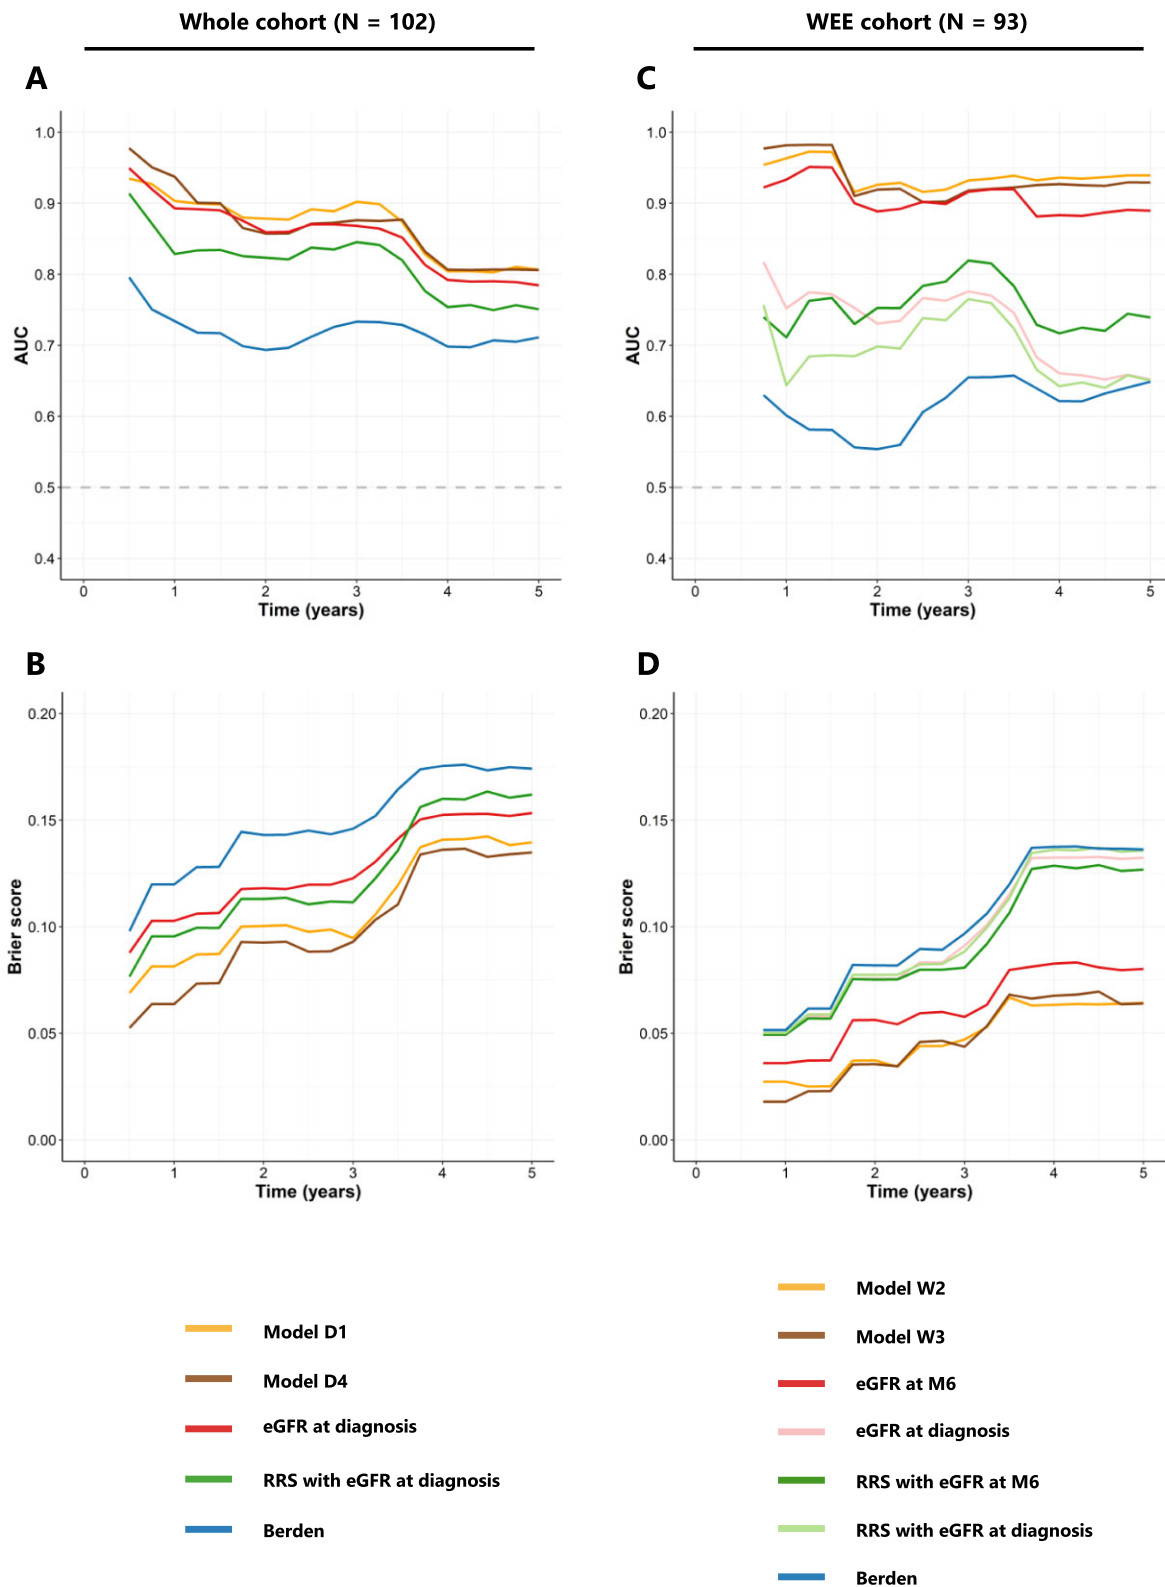 Whole cohort (N = 102)
WEE cohort (N = 93)
A
1.0
0.9
0.8
0.7
0.6
0.5
0.4
AUC
0
1
2
3
4
5
Time (years)
C
1.0
0.9
0.8
0.7
0.6
0.5
0.4
AUC
0
1
2
3
4
5
Time (years)
B
0.20
0.15
0.10
0.05
0.00
Brier score
0
1
2
3
4
5
Time (years)
D
0.20
0.15
0.10
0.05
0.00
Brier score
0
1
2
3
4
5
Time (years)
Model D1
Model D4
eGFR at diagnosis
RRS with eGFR at diagnosis
Berden
Model W2
Model W3
eGFR at M6
eGFR at diagnosis
RRS with eGFR at M6
RRS with eGFR at diagnosis
Berden